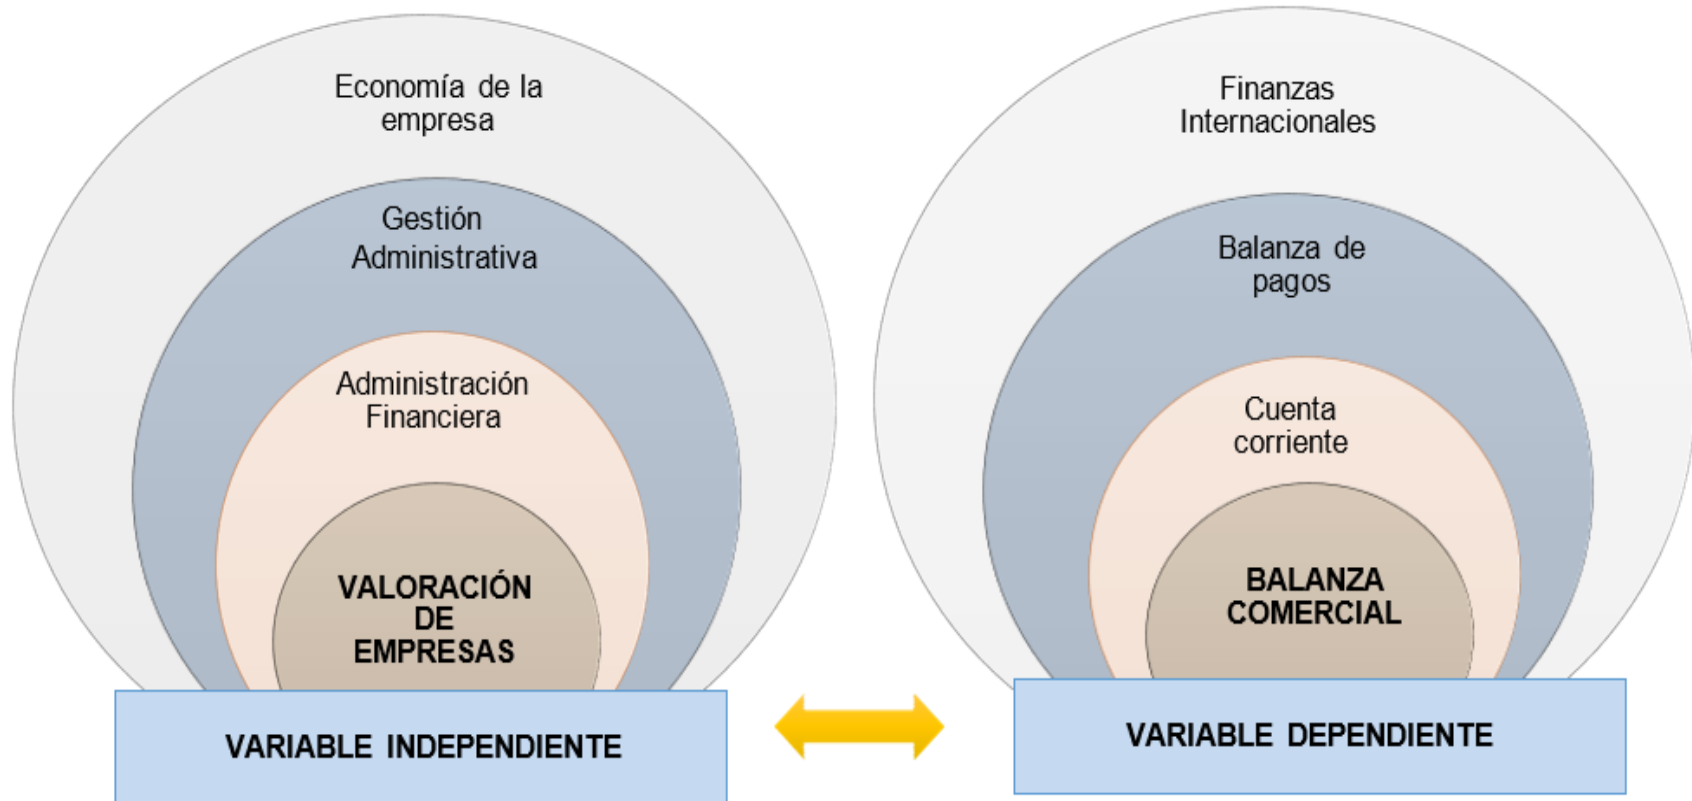 Economía de la
empresa
Gestión
Administrativa
Administración
Financiera
VALORACIÓN
DE
EMPRESAS
VARIABLE INDEPENDIENTE
Finanzas
Internacionales
Balanza de
pagos
Cuenta
corriente
BALANZA
COMERCIAL
VARIABLE DEPENDIENTE